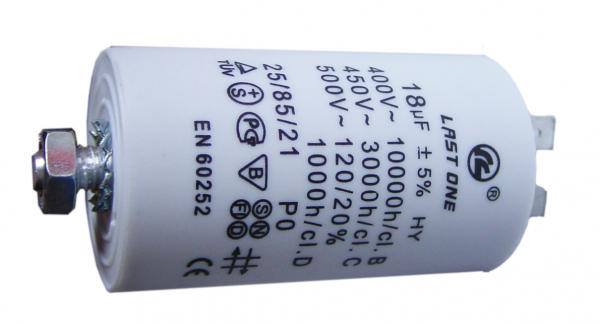 ®
LAST ONE
18µF ±5% HY
400V~ 10000h/cl.B
450V~ 3000h/cl.C
500V~ 120/20%
1000h/cl.D
25/85/21 P0
TÜV
S
B
S N
F D
EN 60252
CE